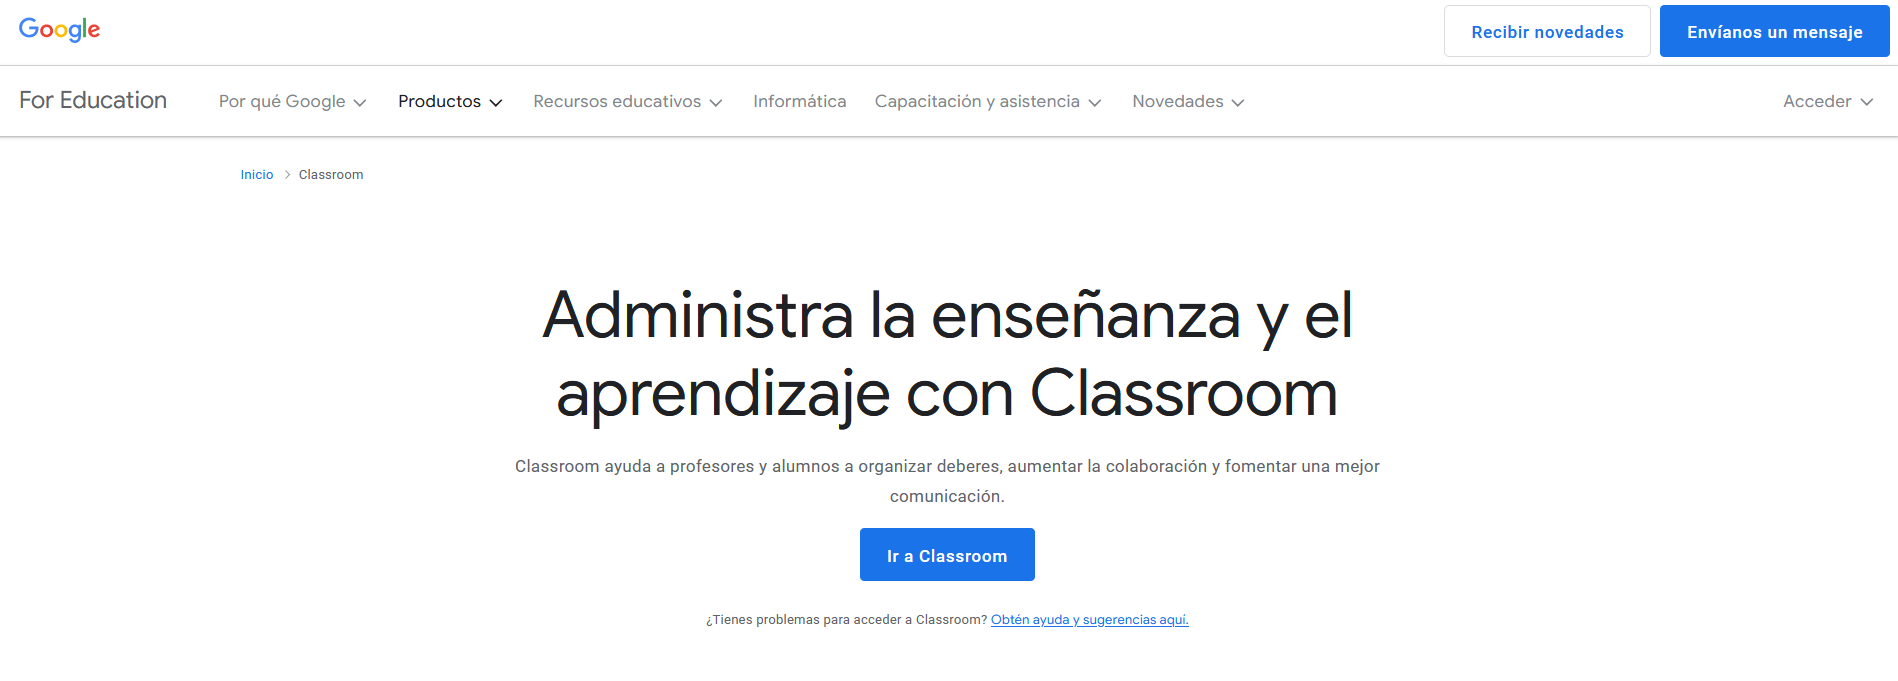 Google
Recibir novedades
Envíanos un mensaje
For Education
Por qué Google
Productos
Recursos educativos
Informática
Capacitación y asistencia
Novedades
Acceder
Inicio
Classroom
Administra la enseñanza y el
aprendizaje con Classroom
Classroom ayuda a profesores y alumnos a organizar deberes, aumentar la colaboración y fomentar una mejor
comunicación.
Ir a Classroom
¿Tienes problemas para acceder a Classroom? Obtén ayuda y sugerencias aquí.